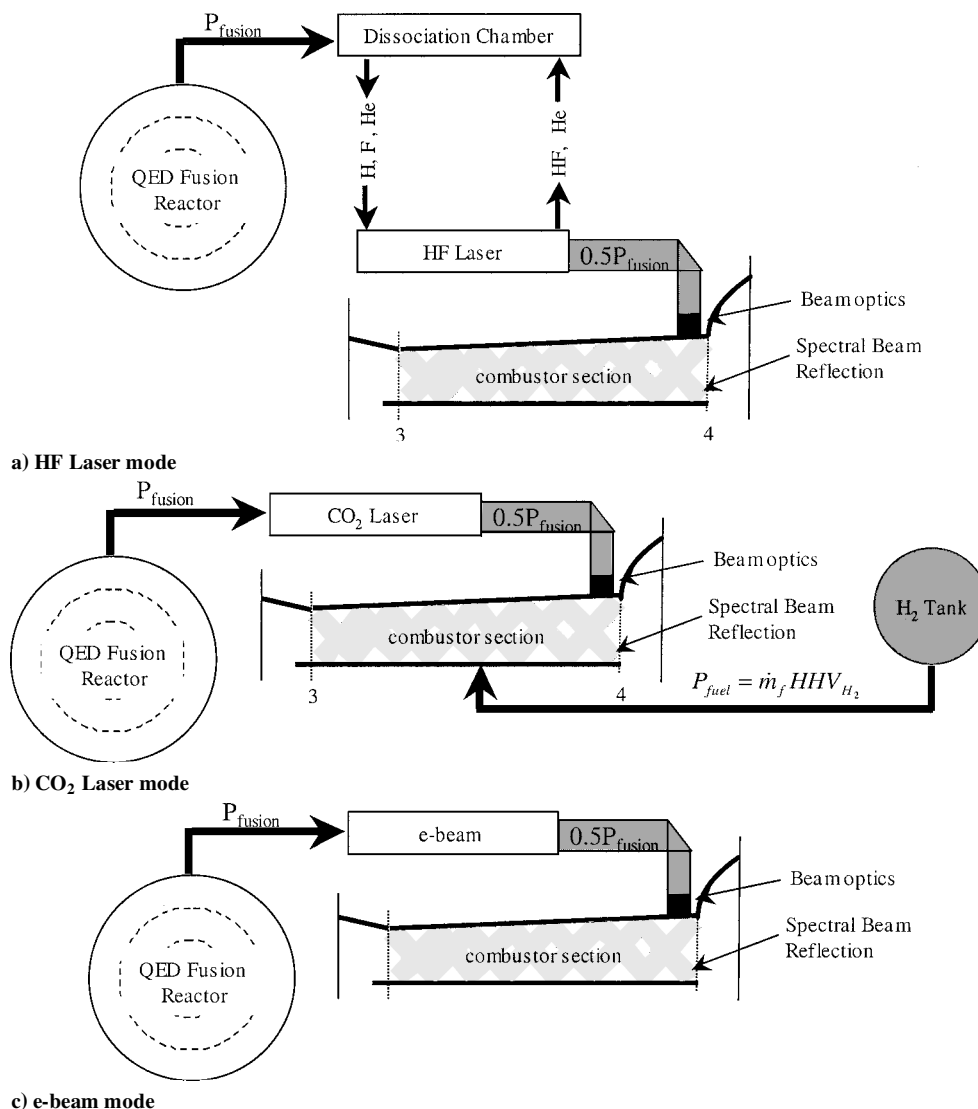 P_fusion
Dissociation Chamber
H, F, He
HF, He
QED Fusion
Reactor
HF Laser
0.5P_fusion
Beam optics
Spectral Beam
Reflection
combustor section
3
4
a) HF Laser mode
P_fusion
CO₂ Laser
0.5P_fusion
Beam optics
H₂ Tank
Spectral Beam
Reflection
combustor section
QED Fusion
Reactor
3
4
P_fuel = ṁ_f HHV_H₂
b) CO₂ Laser mode
P_fusion
e-beam
0.5P_fusion
Beam optics
Spectral Beam
Reflection
combustor section
QED Fusion
Reactor
3
4
c) e-beam mode